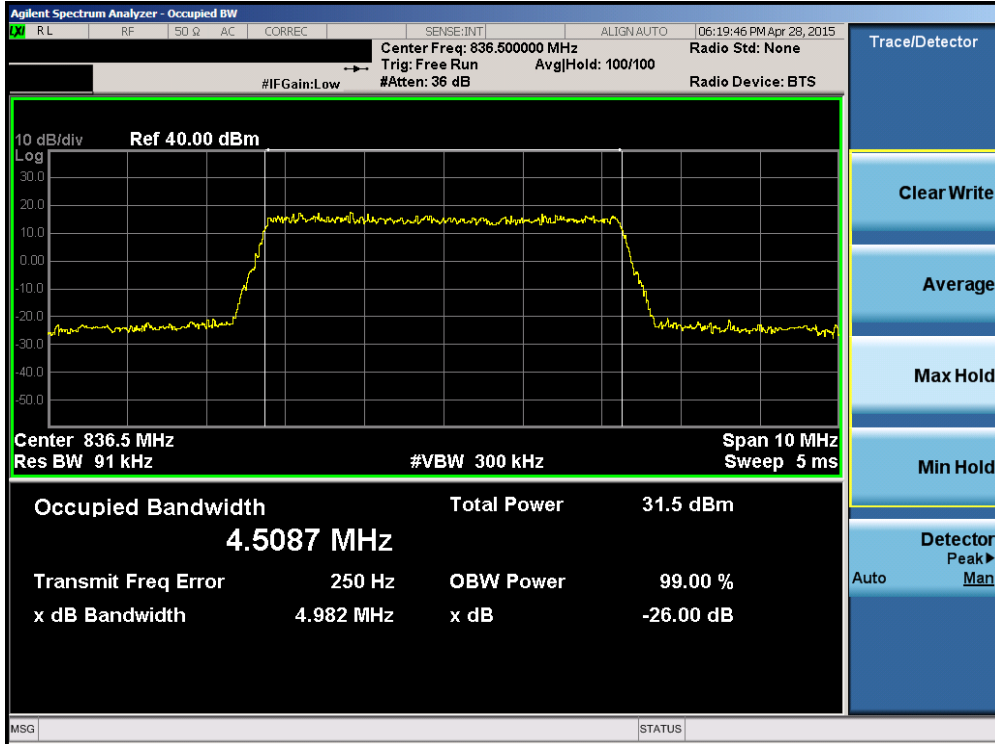 Agilent Spectrum Analyzer - Occupied BW
LXI RL RF 50 Ω AC CORREC SENSE:INT ALIGN AUTO 06:19:46 PM Apr 28, 2015
Center Freq: 836.500000 MHz Radio Std: None
Trig: Free Run Avg|Hold: 100/100
#IFGain:Low #Atten: 36 dB Radio Device: BTS
Trace/Detector
10 dB/div Ref 40.00 dBm
Log
30.0
20.0
10.0
0.00
-10.0
-20.0
-30.0
-40.0
-50.0
Center 836.5 MHz Span 10 MHz
Res BW 91 kHz #VBW 300 kHz Sweep 5 ms
Occupied Bandwidth Total Power 31.5 dBm
4.5087 MHz
Transmit Freq Error 250 Hz OBW Power 99.00 %
x dB Bandwidth 4.982 MHz x dB -26.00 dB
Clear Write
Average
Max Hold
Min Hold
Detector
Peak▶
Auto Man
MSG STATUS